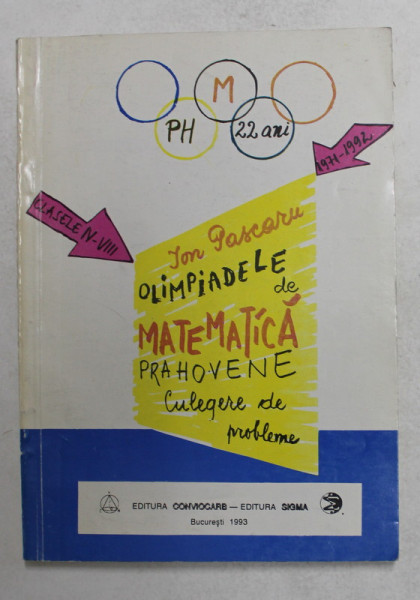 M
PH
22 ani
1971-1992
CLASELE IV-VIII
Ion Pascaru
OLIMPIADELE
de
MATEMATICĂ
PRAHOVENE
Culegere de
probleme
EDITURA CONVIOCARB — EDITURA SIGMA
Bucureşti 1993